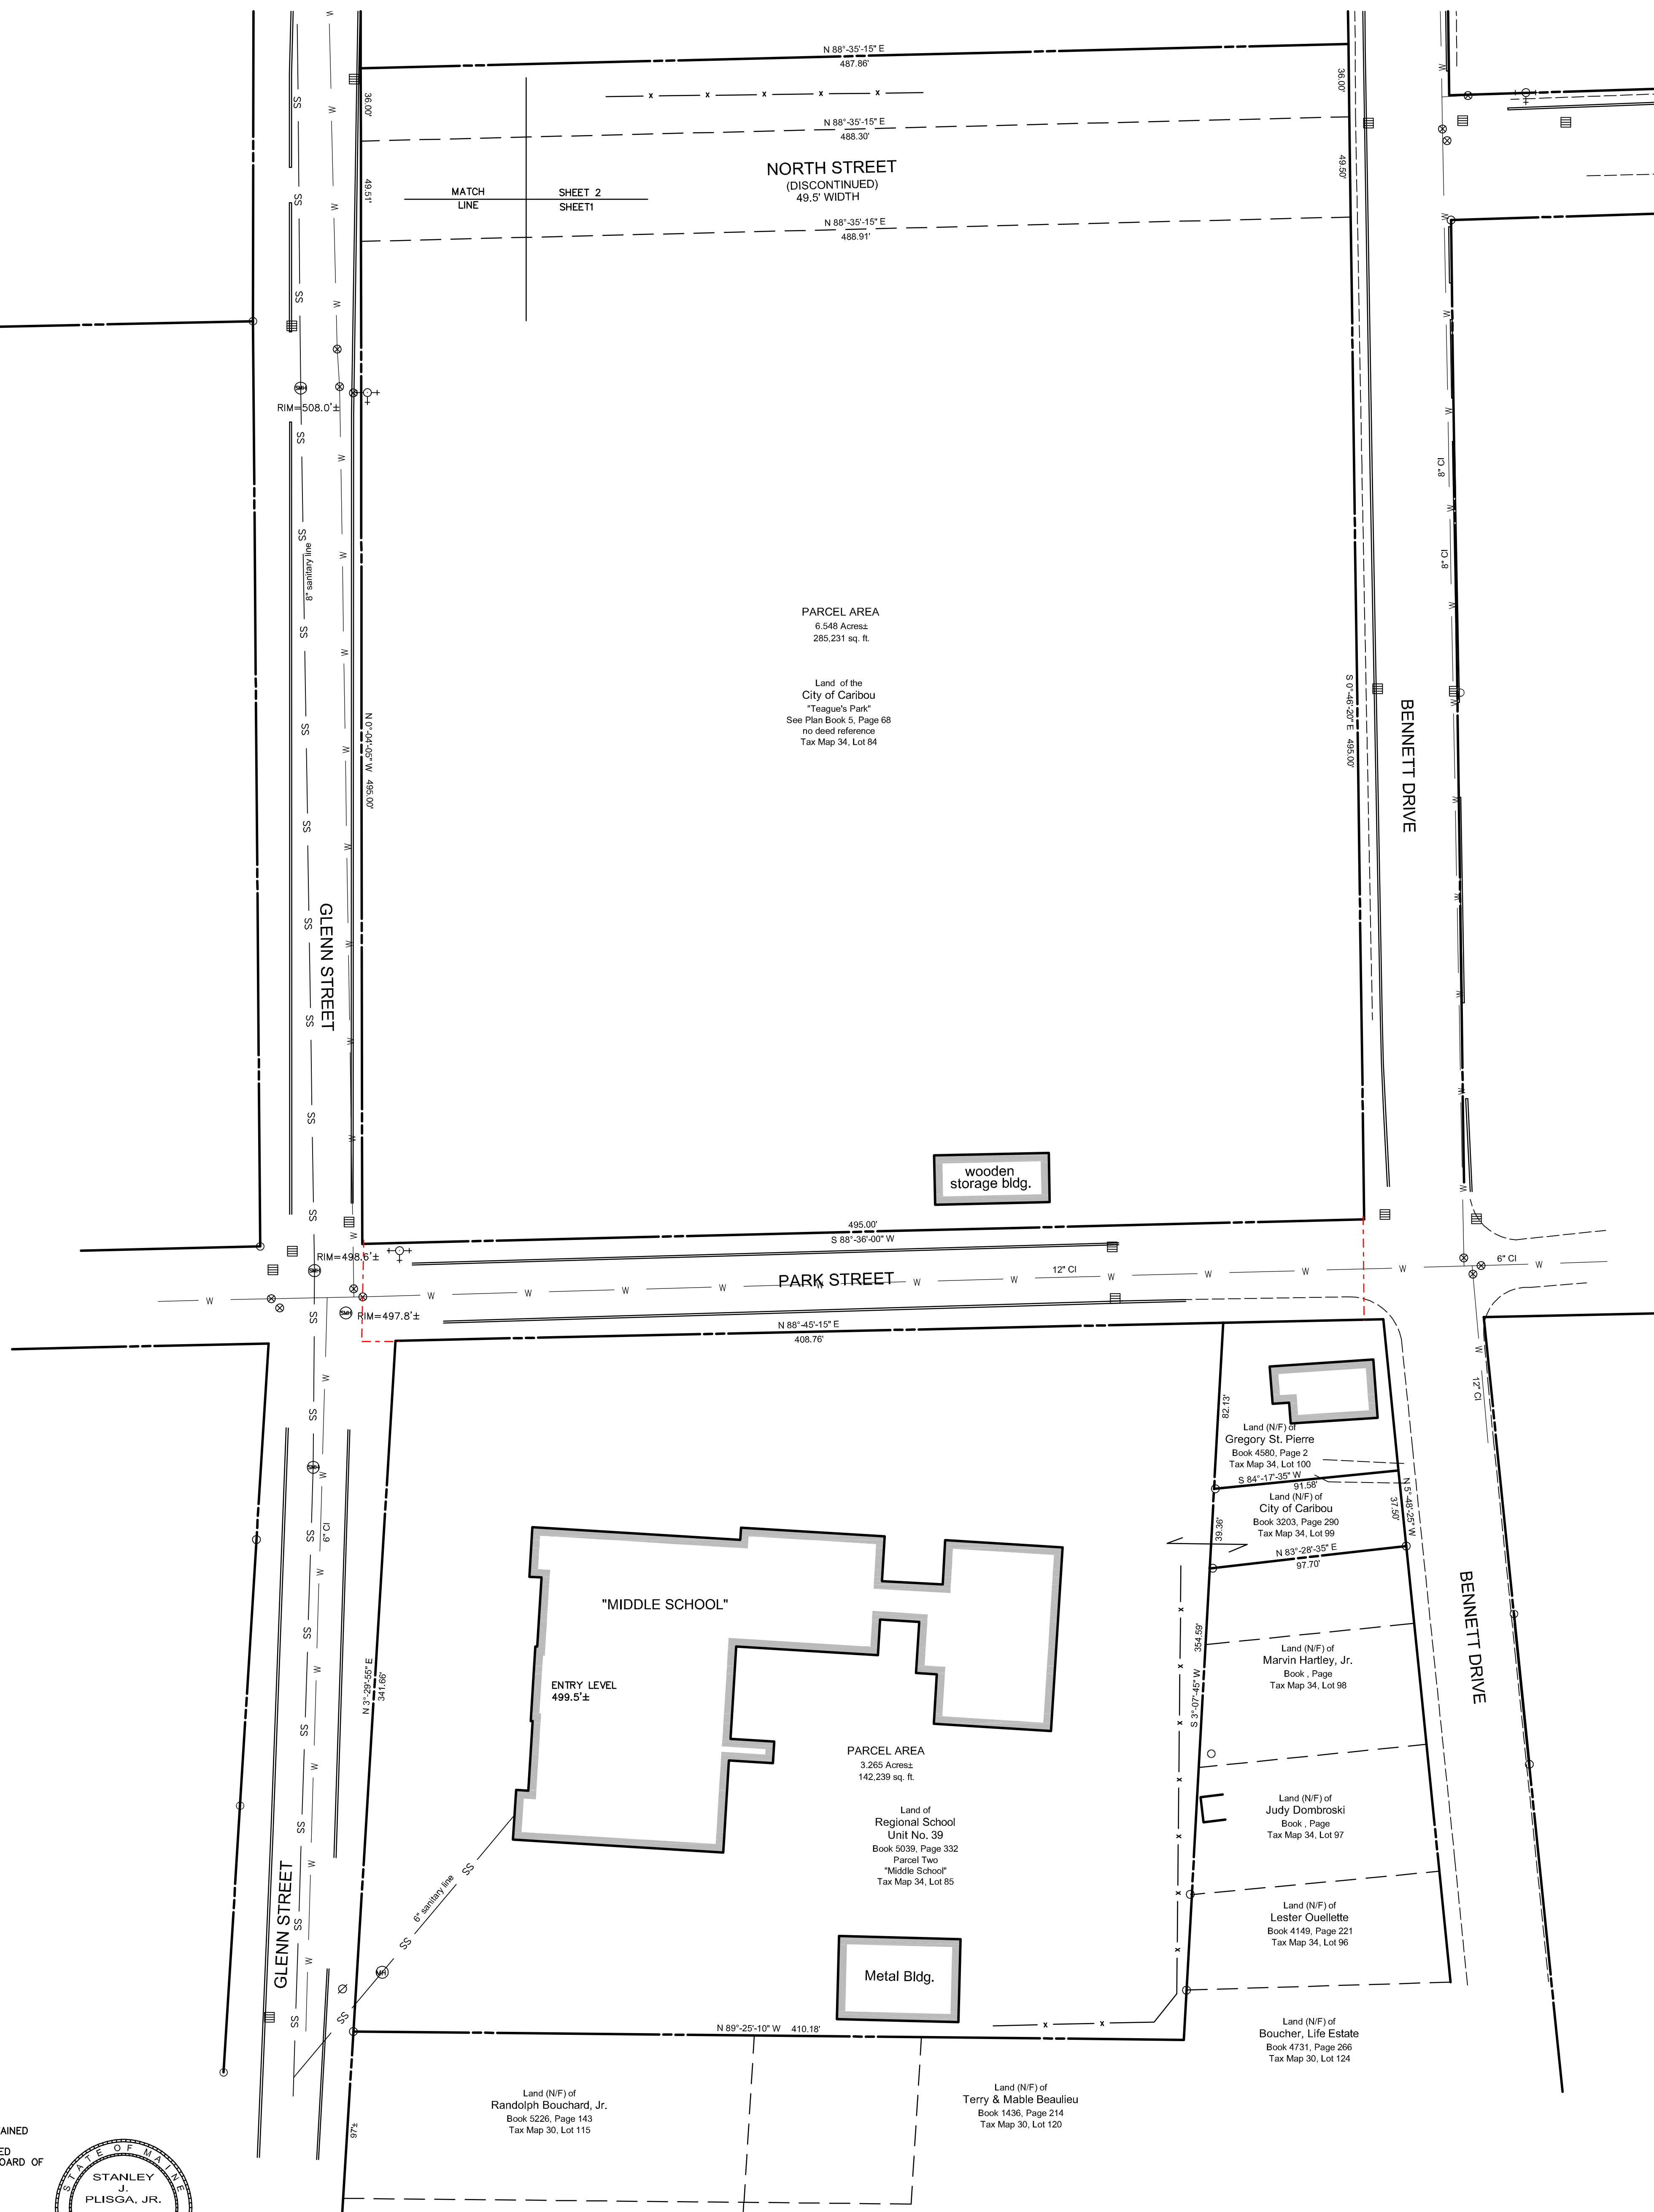 N 88°-35'-15" E
487.86'
36.00'
36.00'
N 88°-35'-15" E
488.30'
NORTH STREET
(DISCONTINUED)
49.5' WIDTH
49.51'
49.50'
MATCH
LINE
SHEET 2
SHEET1
N 88°-35'-15" E
488.91'
RIM=508.0'±
SMH
8" CI
8" CI
8" sanitary line
PARCEL AREA
6.548 Acres±
285,231 sq. ft.
Land of the
City of Caribou
"Teague's Park"
See Plan Book 5, Page 68
no deed reference
Tax Map 34, Lot 84
N 0°-04'-05" W 495.00'
S 0°-46'-20" E 495.00'
BENNETT DRIVE
GLENN STREET
wooden
storage bldg.
495.00'
S 88°-36'-00" W
RIM=498.6'±
SMH
PARK STREET
12" CI
6" CI
SMH
RIM=497.8'±
N 88°-45'-15" E
408.76'
12" CI
82.13'
Land (N/F) of
Gregory St. Pierre
Book 4580, Page 2
Tax Map 34, Lot 100
S 84°-17'-35" W
91.58'
Land (N/F) of
City of Caribou
Book 3203, Page 290
Tax Map 34, Lot 99
N 5°-48'-25" W
37.50'
39.36'
N 83°-28'-35" E
97.70'
SMH
6" CI
"MIDDLE SCHOOL"
ENTRY LEVEL
499.5'±
N 3°-29'-55" E
341.66'
S 3°-07'-45" W 354.59'
Land (N/F) of
Marvin Hartley, Jr.
Book , Page
Tax Map 34, Lot 98
BENNETT DRIVE
PARCEL AREA
3.265 Acres±
142,239 sq. ft.
Land of
Regional School
Unit No. 39
Book 5039, Page 332
Parcel Two
"Middle School"
Tax Map 34, Lot 85
Land (N/F) of
Judy Dombroski
Book , Page
Tax Map 34, Lot 97
GLENN STREET
6" sanitary line
MH
Land (N/F) of
Lester Ouellette
Book 4149, Page 221
Tax Map 34, Lot 96
Metal Bldg.
N 89°-25'-10" W 410.18'
Land (N/F) of
Boucher, Life Estate
Book 4731, Page 266
Tax Map 30, Lot 124
Land (N/F) of
Randolph Bouchard, Jr.
Book 5226, Page 143
Tax Map 30, Lot 115
Land (N/F) of
Terry & Mable Beaulieu
Book 1436, Page 214
Tax Map 30, Lot 120
97'±
AINED
ED
OARD OF
STATE OF MAINE
STANLEY
J.
PLISGA, JR.